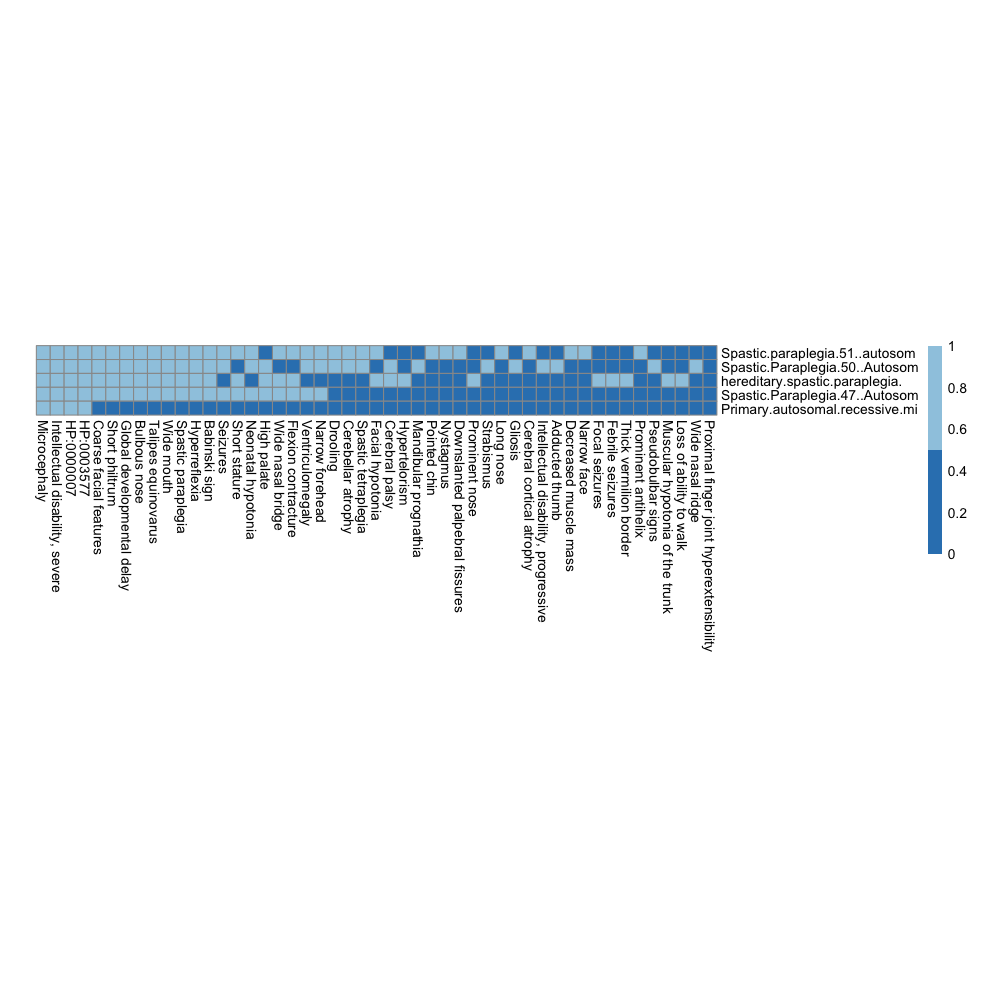 Spastic.paraplegia.51..autosom
Spastic.Paraplegia.50..Autosom
hereditary.spastic.paraplegia.
Spastic.Paraplegia.47..Autosom
Primary.autosomal.recessive.mi
1
0.8
0.6
0.4
0.2
0
Microcephaly
Intellectual disability, severe
HP:0000007
HP:0003577
Coarse facial features
Short philtrum
Global developmental delay
Bulbous nose
Talipes equinovarus
Wide mouth
Spastic paraplegia
Hyperreflexia
Babinski sign
Seizures
Short stature
Neonatal hypotonia
High palate
Wide nasal bridge
Flexion contracture
Ventriculomegaly
Narrow forehead
Drooling
Cerebellar atrophy
Spastic tetraplegia
Facial hypotonia
Cerebral palsy
Hypertelorism
Mandibular prognathia
Pointed chin
Nystagmus
Downslanted palpebral fissures
Prominent nose
Strabismus
Long nose
Gliosis
Cerebral cortical atrophy
Intellectual disability, progressive
Adducted thumb
Decreased muscle mass
Narrow face
Focal seizures
Febrile seizures
Thick vermilion border
Prominent antihelix
Pseudobulbar signs
Muscular hypotonia of the trunk
Loss of ability to walk
Wide nasal ridge
Proximal finger joint hyperextensibility